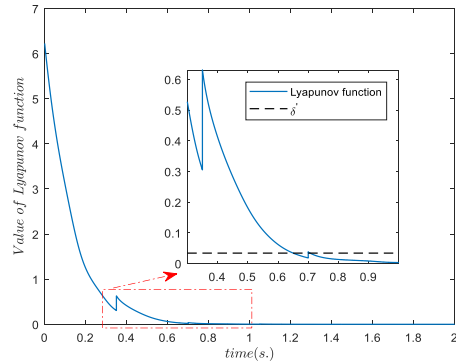 Value of Lyapunov function
7
6
5
4
3
2
1
0
0.6
0.5
0.4
0.3
0.2
0.1
0
Lyapunov function
δ'
0.4 0.5 0.6 0.7 0.8 0.9
0 0.2 0.4 0.6 0.8 1 1.2 1.4 1.6 1.8 2
time(s.)